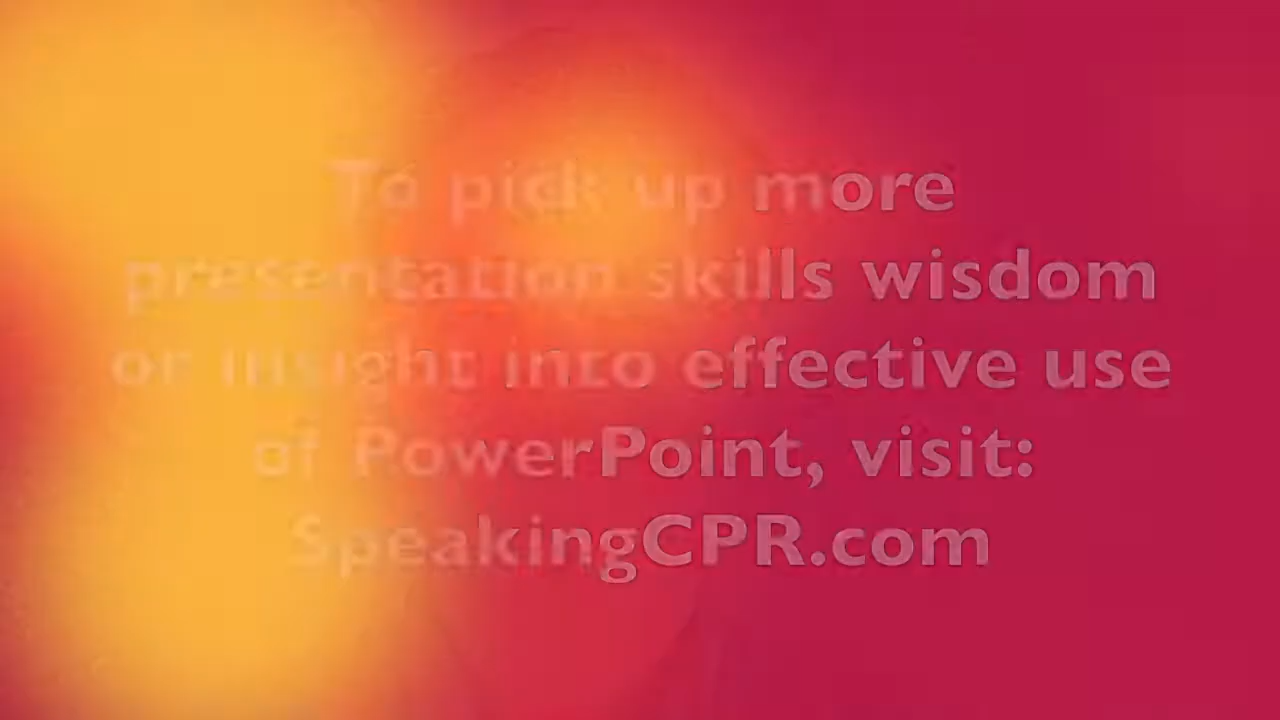 To pick up more
presentation skills wisdom
or insight into effective use
of PowerPoint, visit:
SpeakingCPR.com